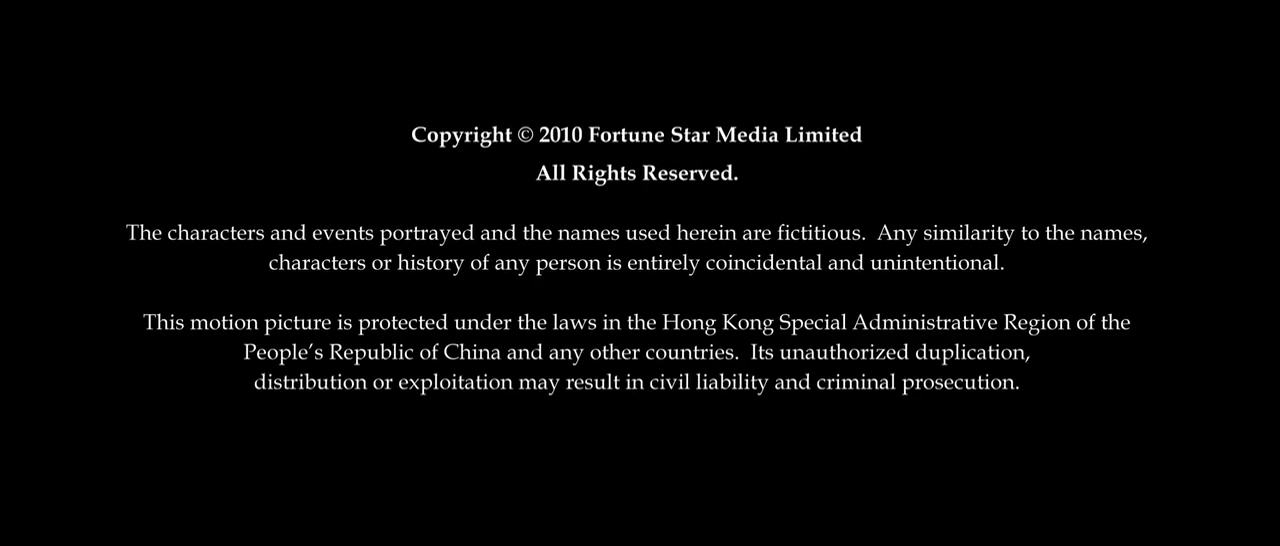 Copyright © 2010 Fortune Star Media Limited
All Rights Reserved.
The characters and events portrayed and the names used herein are fictitious.  Any similarity to the names,
characters or history of any person is entirely coincidental and unintentional.
This motion picture is protected under the laws in the Hong Kong Special Administrative Region of the
People’s Republic of China and any other countries.  Its unauthorized duplication,
distribution or exploitation may result in civil liability and criminal prosecution.